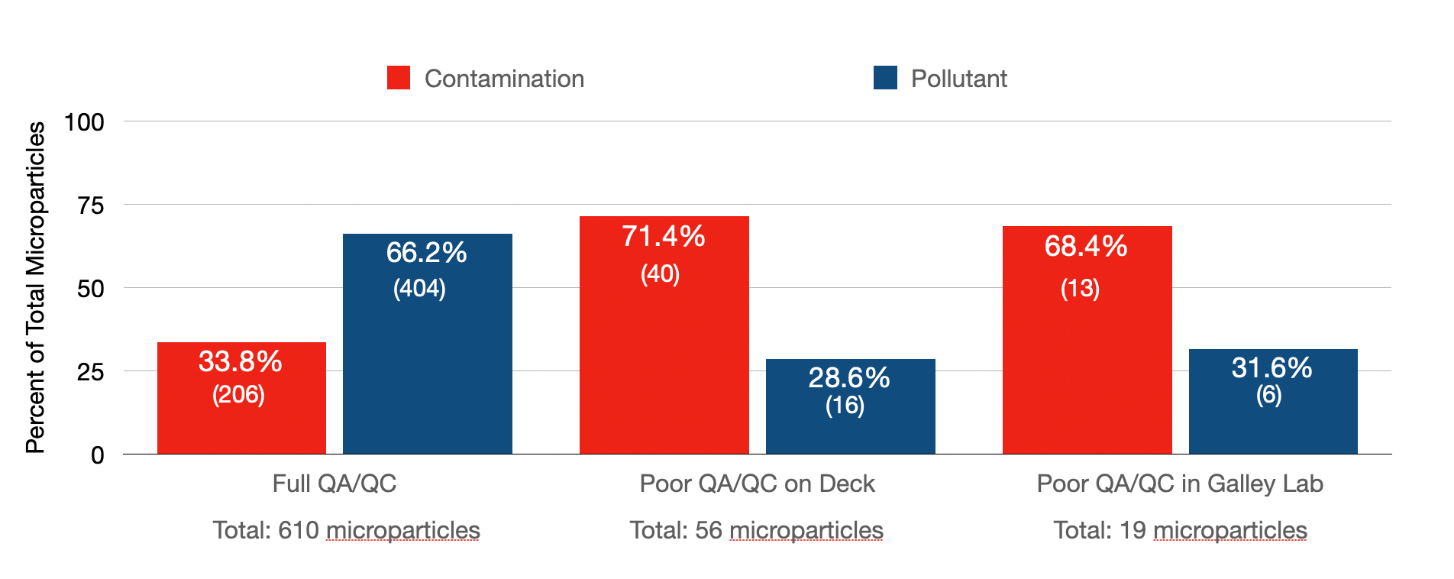 Contamination
Pollutant
Percent of Total Microparticles
100
75
50
25
0
33.8%
(206)
66.2%
(404)
71.4%
(40)
28.6%
(16)
68.4%
(13)
31.6%
(6)
Full QA/QC
Poor QA/QC on Deck
Poor QA/QC in Galley Lab
Total: 610 microparticles
Total: 56 microparticles
Total: 19 microparticles